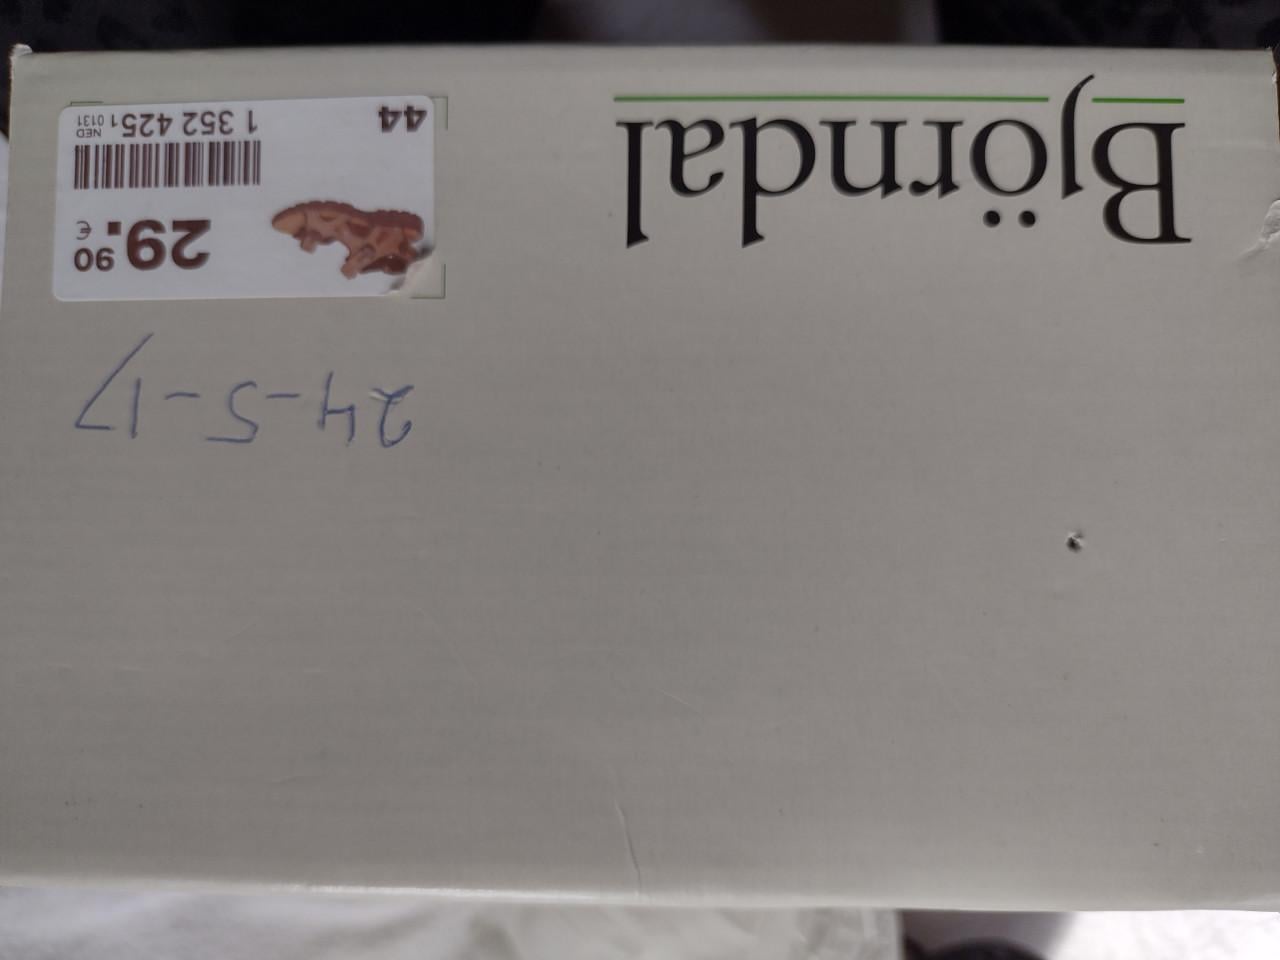 Björndal
44
1 352 425 1 0131
NED
29.90 €
24-5-17